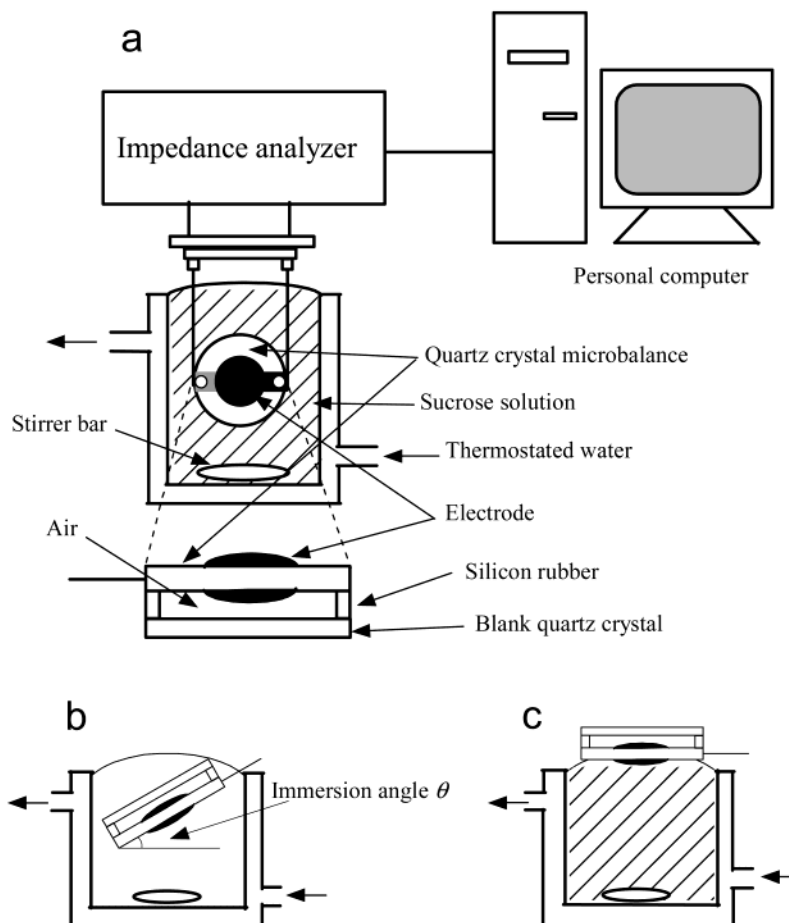 a
Impedance analyzer
Personal computer
Quartz crystal microbalance
Sucrose solution
Stirrer bar
Thermostated water
Electrode
Air
Silicon rubber
Blank quartz crystal
b
c
Immersion angle θ